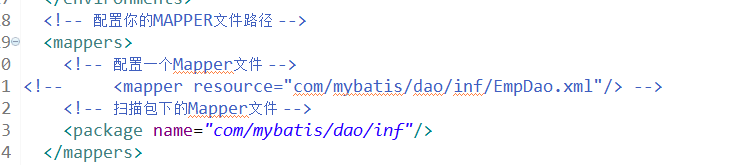 </environments>
8 <!-- 配置你的MAPPER文件路径 -->
9 <mappers>
0 <!-- 配置一个Mapper文件 -->
1 <!-- <mapper resource="com/mybatis/dao/inf/EmpDao.xml"/> -->
2 <!-- 扫描包下的Mapper文件 -->
3 <package name="com/mybatis/dao/inf"/>
4 </mappers>